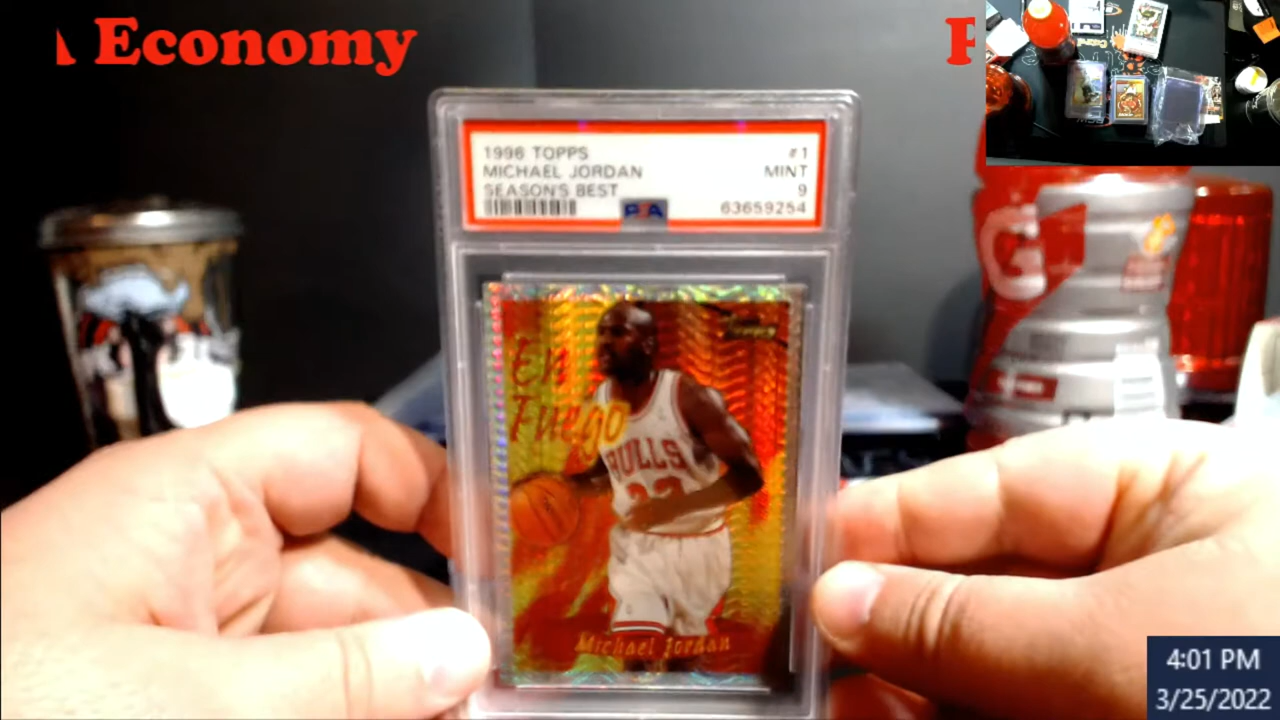 Economy
1996 TOPPS #1
MICHAEL JORDAN MINT
SEASON'S BEST 9
PSA 63659254
En
Fuego
BULLS
Michael Jordan
G
4:01 PM
3/25/2022